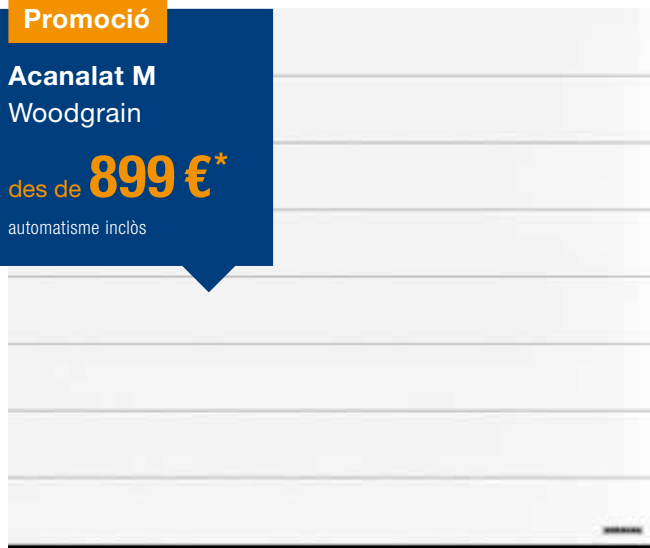 Promoció
Acanalat M
Woodgrain
des de 899 €*
automatisme inclòs